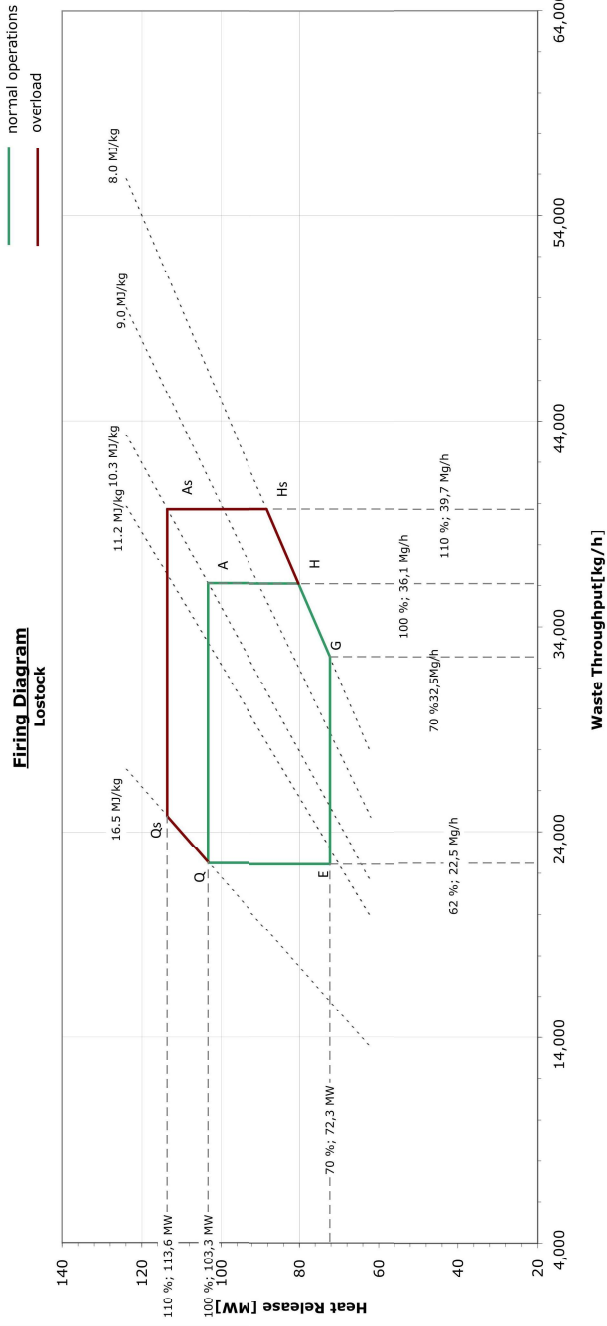 Firing Diagram
Lostock
normal operations
overload
Heat Release [MW]
140
120
100
80
60
40
20
110 %; 113,6 MW
100 %; 103,3 MW
70 %; 72,3 MW
16.5 MJ/kg
11.2 MJ/kg
10.3 MJ/kg
9.0 MJ/kg
8.0 MJ/kg
Qs
Q
E
As
A
Hs
H
G
62 %; 22,5 Mg/h
70 %32,5Mg/h
100 %; 36,1 Mg/h
110 %; 39,7 Mg/h
4,000
14,000
24,000
34,000
44,000
54,000
64,000
Waste Throughput[kg/h]